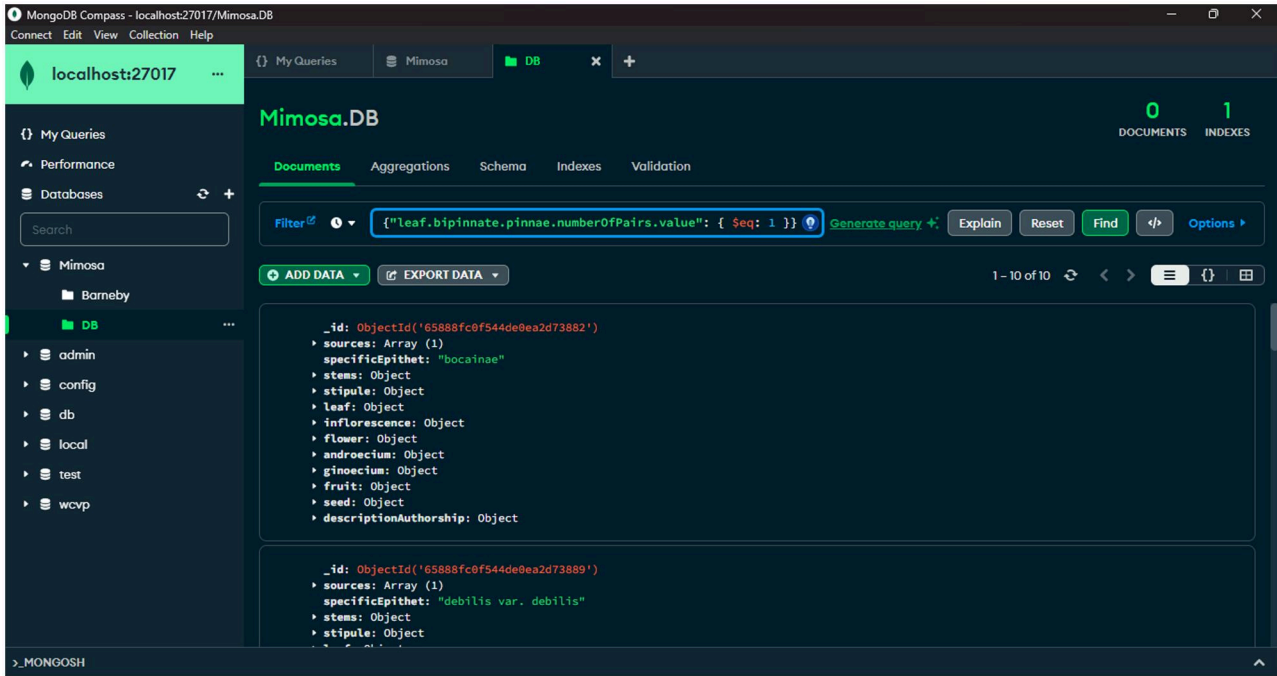 MongoDB Compass - localhost:27017/Mimosa.DB
Connect Edit View Collection Help
localhost:27017 ...
{} My Queries
Performance
Databases
Search
Mimosa
Barneby
DB ...
admin
config
db
local
test
wcvp
{} My Queries Mimosa DB
Mimosa.DB
0 DOCUMENTS
1 INDEXES
Documents Aggregations Schema Indexes Validation
Filter {"leaf.bipinnate.pinnae.numberOfPairs.value": { $eq: 1 }} Generate query Explain Reset Find </> Options
ADD DATA EXPORT DATA 1 – 10 of 10 {}
_id: ObjectId('65888fc0f544de0ea2d73882')
sources: Array (1)
specificEpithet: "bocainae"
stems: Object
stipule: Object
leaf: Object
inflorescence: Object
flower: Object
androecium: Object
ginoecium: Object
fruit: Object
seed: Object
descriptionAuthorship: Object
_id: ObjectId('65888fc0f544de0ea2d73889')
sources: Array (1)
specificEpithet: "debilis var. debilis"
stems: Object
stipule: Object
>_MONGOSH